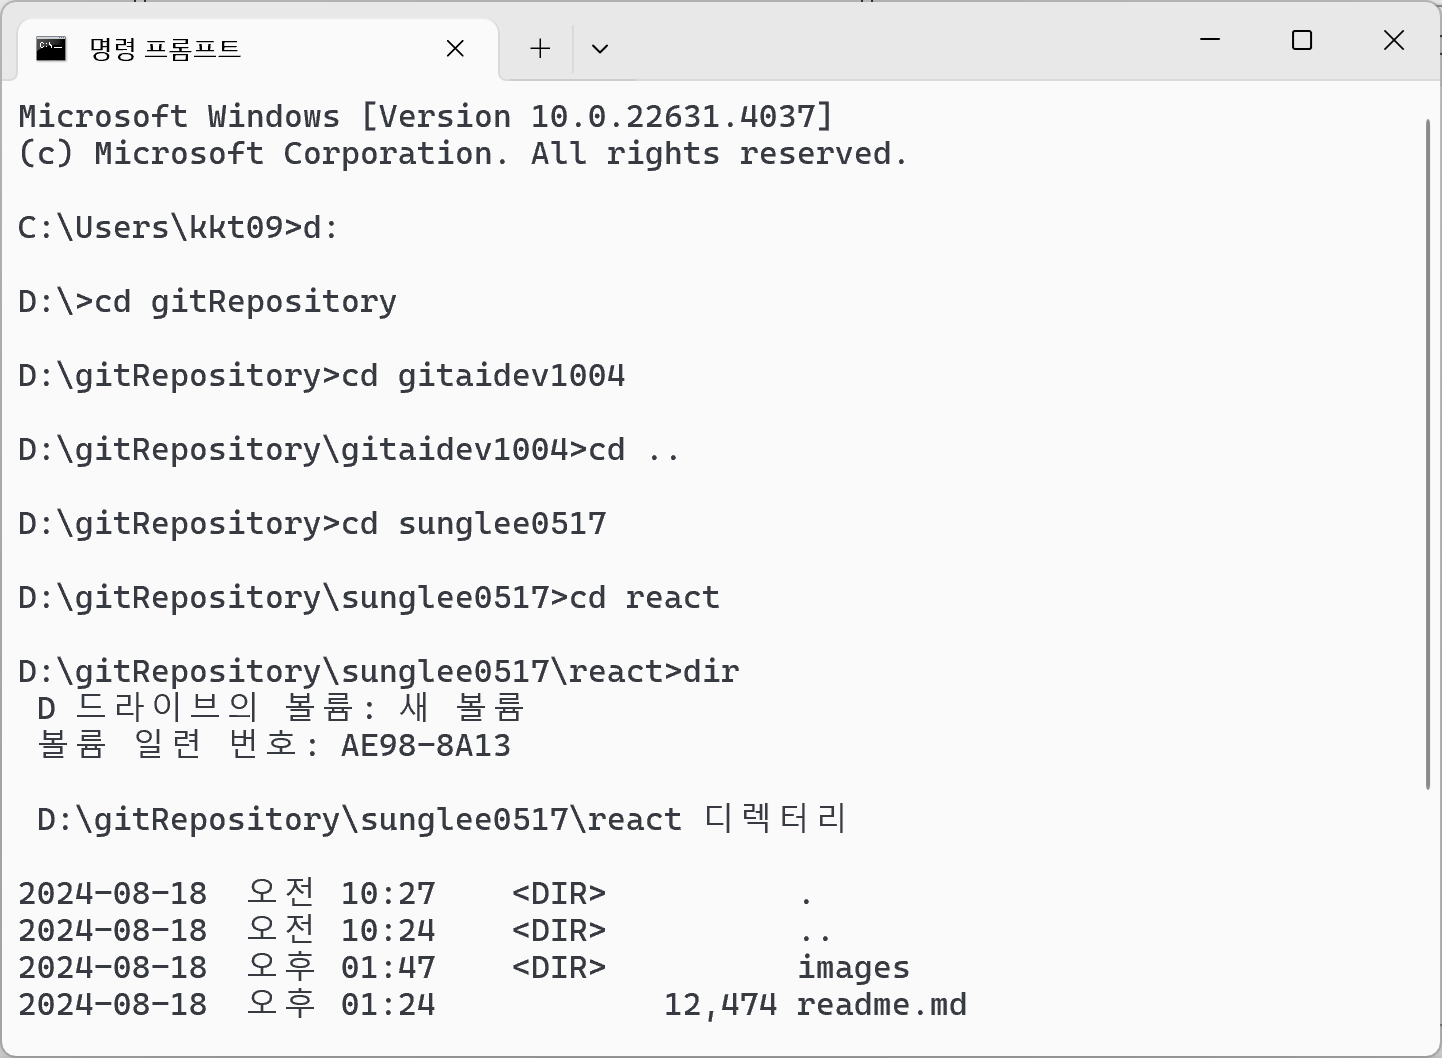 명령 프롬프트
Microsoft Windows [Version 10.0.22631.4037]
(c) Microsoft Corporation. All rights reserved.
C:\Users\kkt09>d:
D:\>cd gitRepository
D:\gitRepository>cd gitaidev1004
D:\gitRepository\gitaidev1004>cd ..
D:\gitRepository>cd sunglee0517
D:\gitRepository\sunglee0517>cd react
D:\gitRepository\sunglee0517\react>dir
D 드라이브의 볼륨: 새 볼륨
볼륨 일련 번호: AE98-8A13
D:\gitRepository\sunglee0517\react 디렉터리
2024-08-18 오전 10:27 <DIR> .
2024-08-18 오전 10:24 <DIR> ..
2024-08-18 오후 01:47 <DIR> images
2024-08-18 오후 01:24 12,474 readme.md